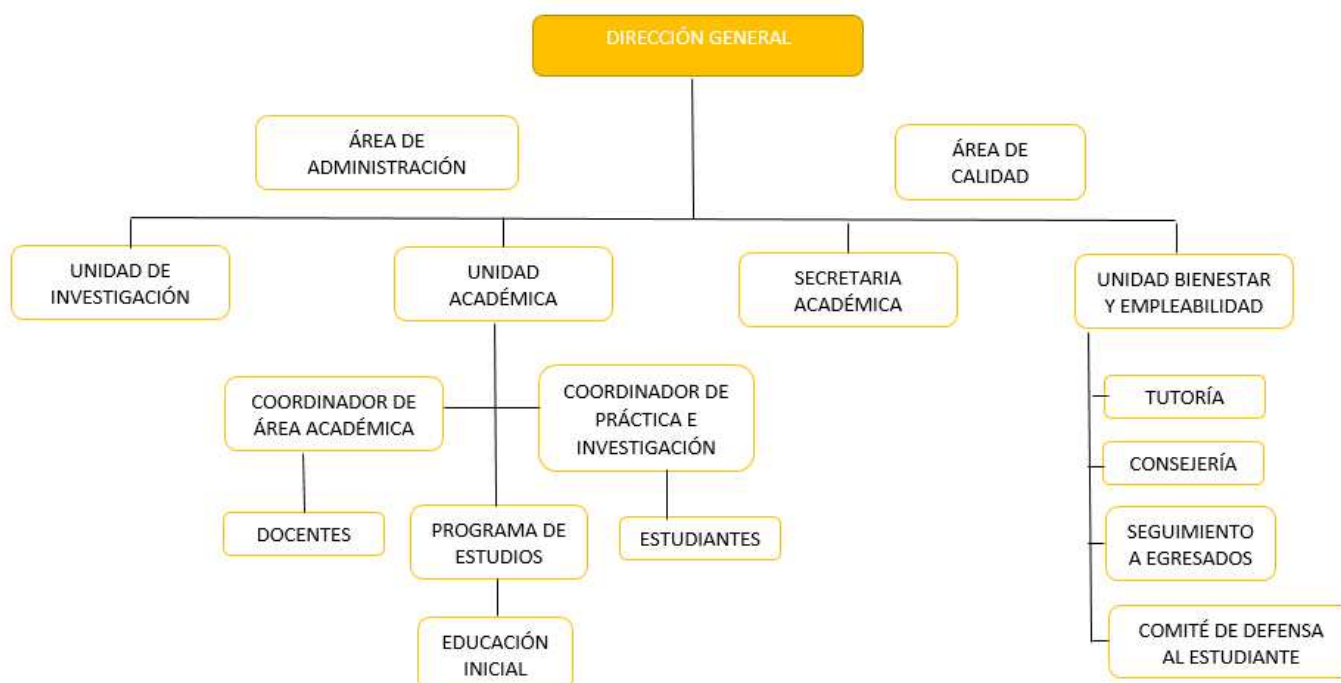 DIRECCIÓN GENERAL
ÁREA DE
ADMINISTRACIÓN
ÁREA DE
CALIDAD
UNIDAD DE
INVESTIGACIÓN
UNIDAD
ACADÉMICA
SECRETARIA
ACADÉMICA
UNIDAD BIENESTAR
Y EMPLEABILIDAD
COORDINADOR DE
ÁREA ACADÉMICA
COORDINADOR DE
PRÁCTICA E
INVESTIGACIÓN
TUTORÍA
CONSEJERÍA
DOCENTES
PROGRAMA DE
ESTUDIOS
ESTUDIANTES
SEGUIMIENTO
A EGRESADOS
EDUCACIÓN
INICIAL
COMITÉ DE DEFENSA
AL ESTUDIANTE